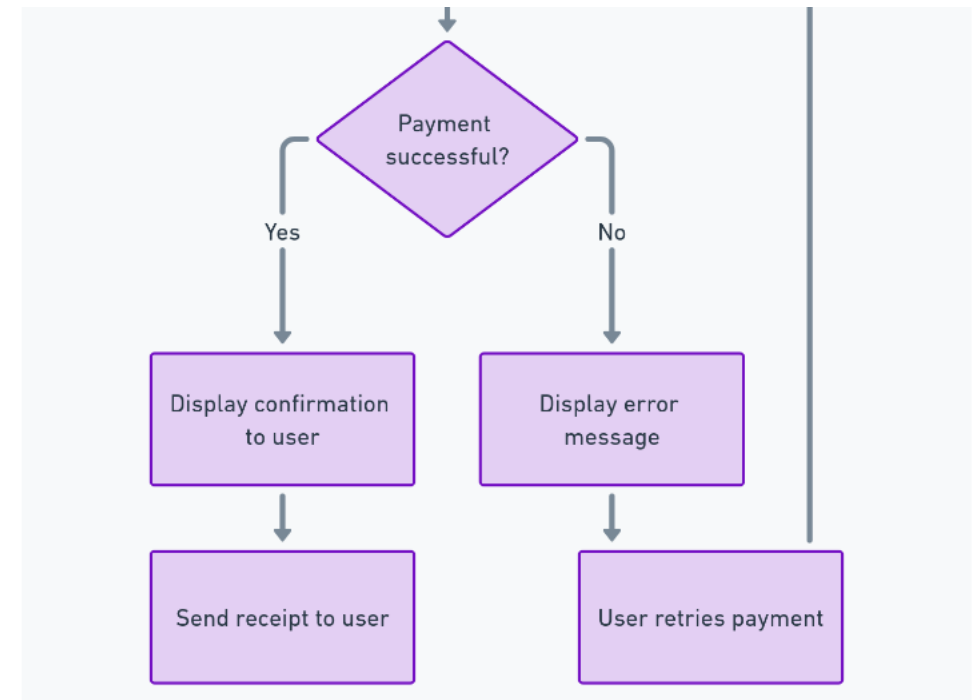 Payment
successful?
Yes
No
Display confirmation
to user
Display error
message
Send receipt to user
User retries payment